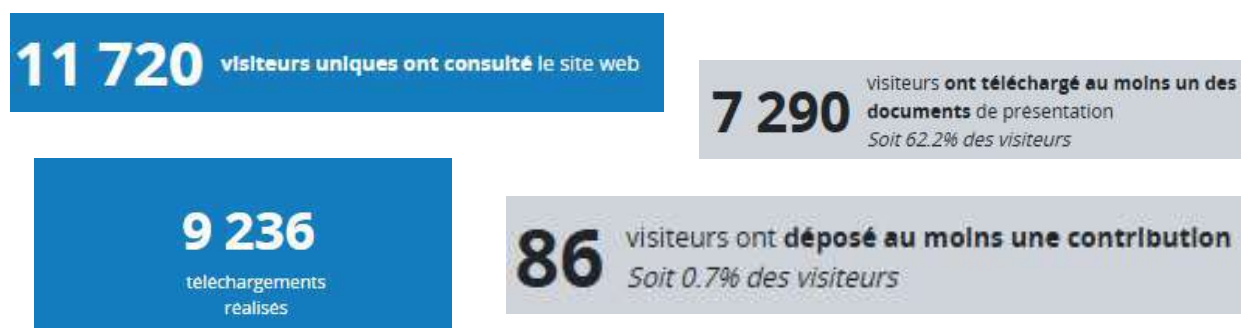 11 720 visiteurs uniques ont consulté le site web
7 290
visiteurs ont téléchargé au moins un des
documents de présentation
Soit 62.2% des visiteurs
9 236
téléchargements
réalisés
86
visiteurs ont déposé au moins une contribution
Soit 0.7% des visiteurs